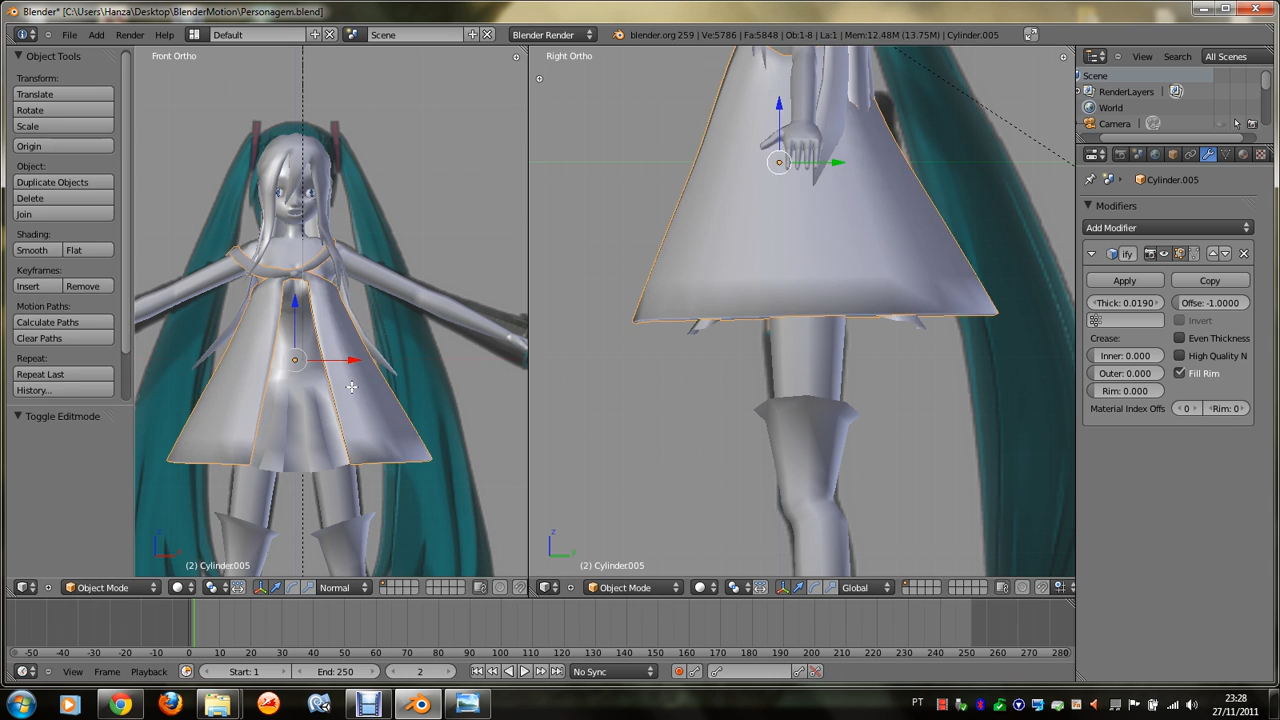 Blender* [C:\Users\Hanza\Desktop\BlenderMotion\Personagem.blend]
File Add Render Help Default Scene Blender Render blender.org 259 | Ve:5786 | Fa:5848 | Ob:1-8 | La:1 | Mem:12.48M (13.75M) | Cylinder.005
Object Tools
Transform:
Translate
Rotate
Scale
Origin
Object:
Duplicate Objects
Delete
Join
Shading:
Smooth Flat
Keyframes:
Insert Remove
Motion Paths:
Calculate Paths
Clear Paths
Repeat:
Repeat Last
History...
Toggle Editmode
Front Ortho
z
(2) Cylinder.005
Object Mode Normal
Right Ortho
z
y
(2) Cylinder.005
Object Mode Global
View Search All Scenes
Scene
RenderLayers
World
Camera
Cylinder.005
Modifiers
Add Modifier
ify
Apply Copy
Thick: 0.0190 Offse: -1.0000
Invert
Crease: Even Thickness
Inner: 0.000 High Quality N
Outer: 0.000 Fill Rim
Rim: 0.000
Material Index Offs 0 Rim: 0
-50 -40 -30 -20 -10 0 10 20 30 40 50 60 70 80 90 100 110 120 130 140 150 160 170 180 190 200 210 220 230 240 250 260 270 280
View Frame Playback Start: 1 End: 250 2 No Sync
PT 23:28
27/11/2011